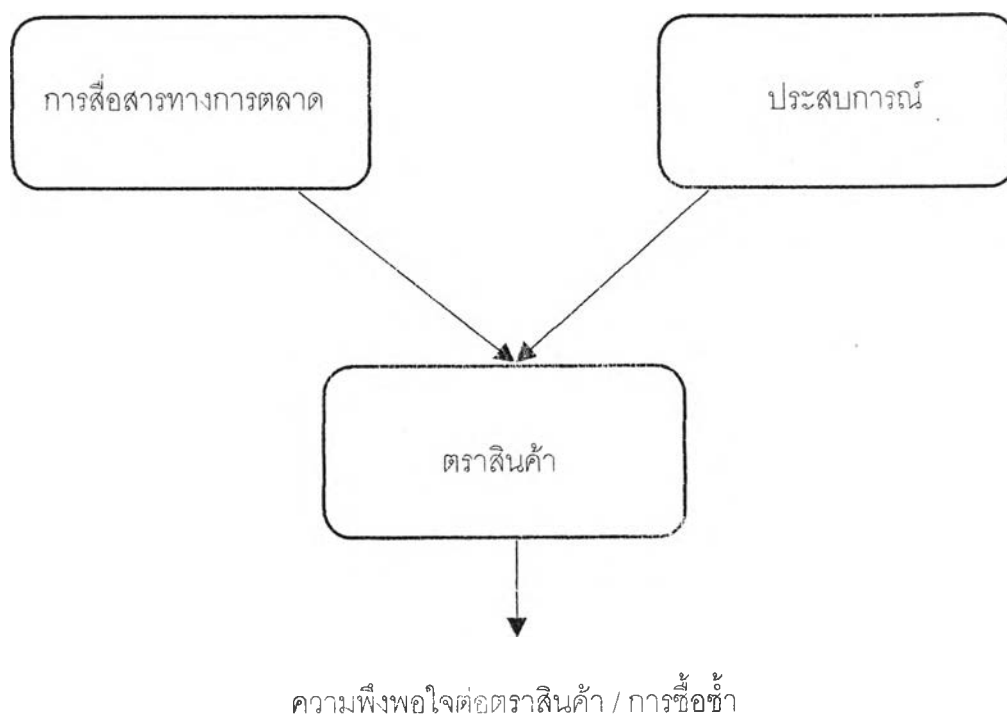 การสื่อสารทางการตลาด
ประสบการณ์
ตราสินค้า
ความพึงพอใจต่อตราสินค้า / การซื้อซ้ำ